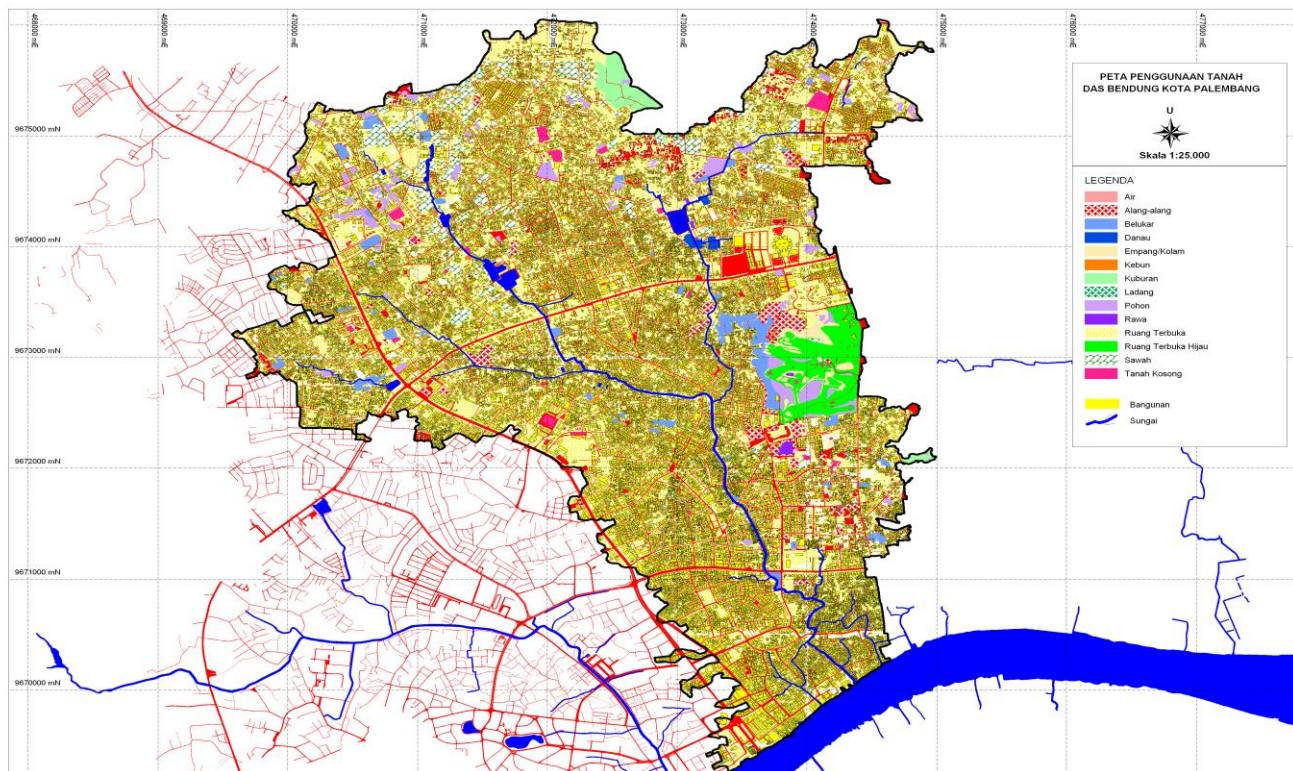 468000 mE
469000 mE
470000 mE
471000 mE
472000 mE
473000 mE
474000 mE
475000 mE
476000 mE
477000 mE
PETA PENGGUNAAN TANAH
DAS BENDUNG KOTA PALEMBANG
U
Skala 1:25.000
LEGENDA
Air
Alang-alang
Belukar
Danau
Empang/Kolam
Kebun
Kuburan
Ladang
Pohon
Rawa
Ruang Terbuka
Ruang Terbuka Hijau
Sawah
Tanah Kosong
Bangunan
Sungai
9675000 mN
9674000 mN
9673000 mN
9672000 mN
9671000 mN
9670000 mN